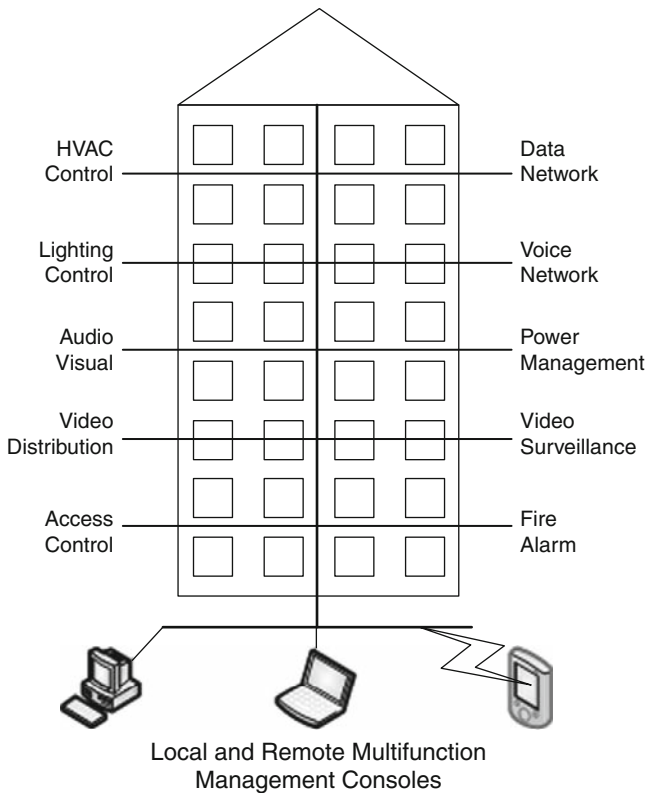 HVAC
Control
Data
Network
Lighting
Control
Voice
Network
Audio
Visual
Power
Management
Video
Distribution
Video
Surveillance
Access
Control
Fire
Alarm
Local and Remote Multifunction
Management Consoles